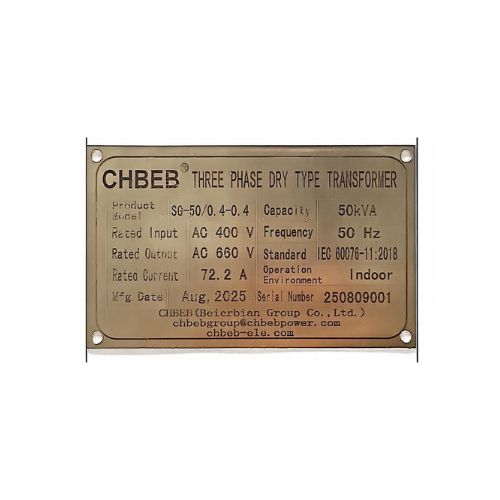 CHBEB® THREE PHASE DRY TYPE TRANSFORMER
Product Model SG-50/0.4-0.4 Capacity 50kVA
Rated Input AC 400 V Frequency 50 Hz
Rated Output AC 660 V Standard IEC 60076-11:2018
Rated Current 72.2 A Operation Environment Indoor
Mfg Date Aug, 2025 Serial Number 250809001
CHBEB(Beierbian Group Co.,Ltd.)
chbebgroup@chbebpower.com
chbeb-ele.com